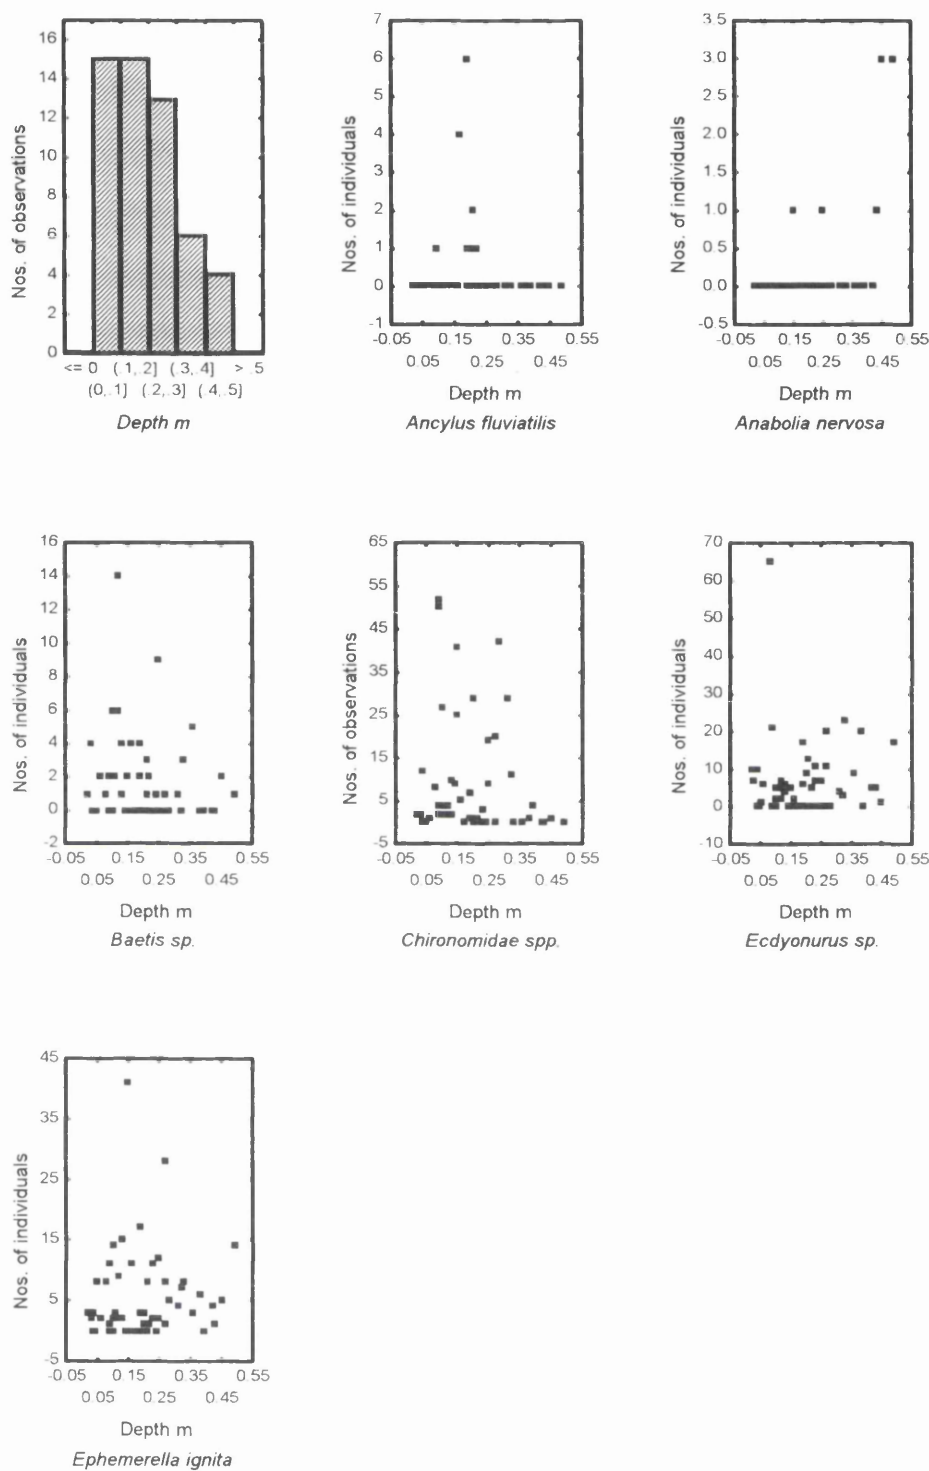 16
14
12
10
8
6
4
2
0
Nos. of observations
<= 0 (.1,.2] (.3,.4] > .5
(0,.1] (.2,.3] (.4,.5]
Depth m
7
6
5
4
3
2
1
0
-1
Nos. of individuals
-0.05 0.15 0.35 0.55
0.05 0.25 0.45
Depth m
Ancylus fluviatilis
3.5
3.0
2.5
2.0
1.5
1.0
0.5
0.0
-0.5
Nos. of individuals
-0.05 0.15 0.35 0.55
0.05 0.25 0.45
Depth m
Anabolia nervosa
16
14
12
10
8
6
4
2
0
-2
Nos. of individuals
-0.05 0.15 0.35 0.55
0.05 0.25 0.45
Depth m
Baetis sp.
65
55
45
35
25
15
5
-5
Nos. of observations
-0.05 0.15 0.35 0.55
0.05 0.25 0.45
Depth m
Chironomidae spp.
70
60
50
40
30
20
10
0
-10
Nos. of individuals
-0.05 0.15 0.35 0.55
0.05 0.25 0.45
Depth m
Ecdyonurus sp.
45
35
25
15
5
-5
Nos. of individuals
-0.05 0.15 0.35 0.55
0.05 0.25 0.45
Depth m
Ephemerella ignita